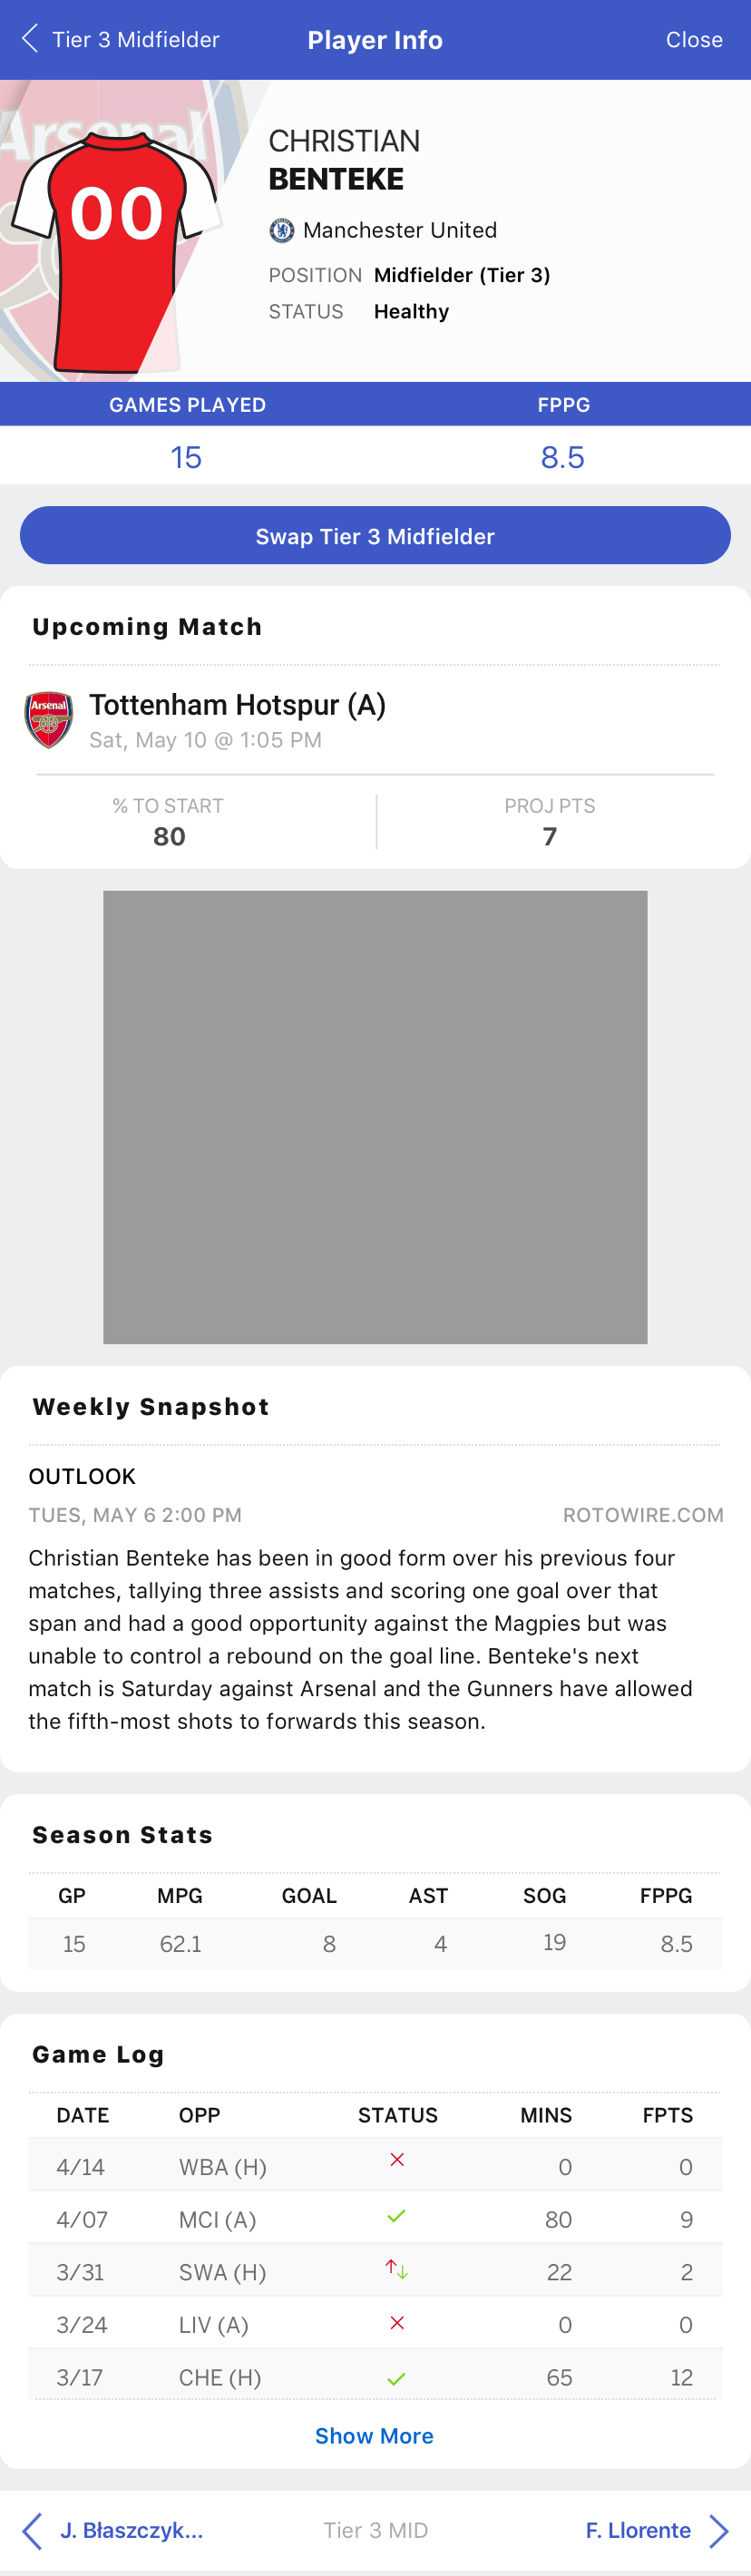 Tier 3 Midfielder Player Info Close
Arsenal
00
CHRISTIAN
BENTEKE
Manchester United
POSITION Midfielder (Tier 3)
STATUS Healthy
GAMES PLAYED FPPG
15 8.5
Swap Tier 3 Midfielder
Upcoming Match
Arsenal
Tottenham Hotspur (A)
Sat, May 10 @ 1:05 PM
% TO START PROJ PTS
80 7
Weekly Snapshot
OUTLOOK
TUES, MAY 6 2:00 PM ROTOWIRE.COM
Christian Benteke has been in good form over his previous four
matches, tallying three assists and scoring one goal over that
span and had a good opportunity against the Magpies but was
unable to control a rebound on the goal line. Benteke's next
match is Saturday against Arsenal and the Gunners have allowed
the fifth-most shots to forwards this season.
Season Stats
GP MPG GOAL AST SOG FPPG
15 62.1 8 4 19 8.5
Game Log
DATE OPP STATUS MINS FPTS
4/14 WBA (H) 0 0
4/07 MCI (A) 80 9
3/31 SWA (H) 22 2
3/24 LIV (A) 0 0
3/17 CHE (H) 65 12
Show More
J. Błaszczyk... Tier 3 MID F. Llorente